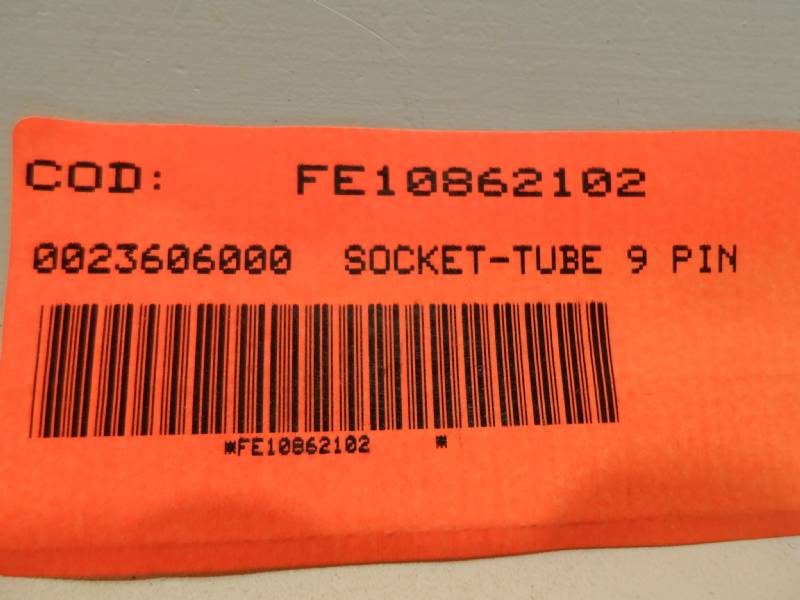 COD: FE10862102
0023606000 SOCKET-TUBE 9 PIN
*FE10862102 *